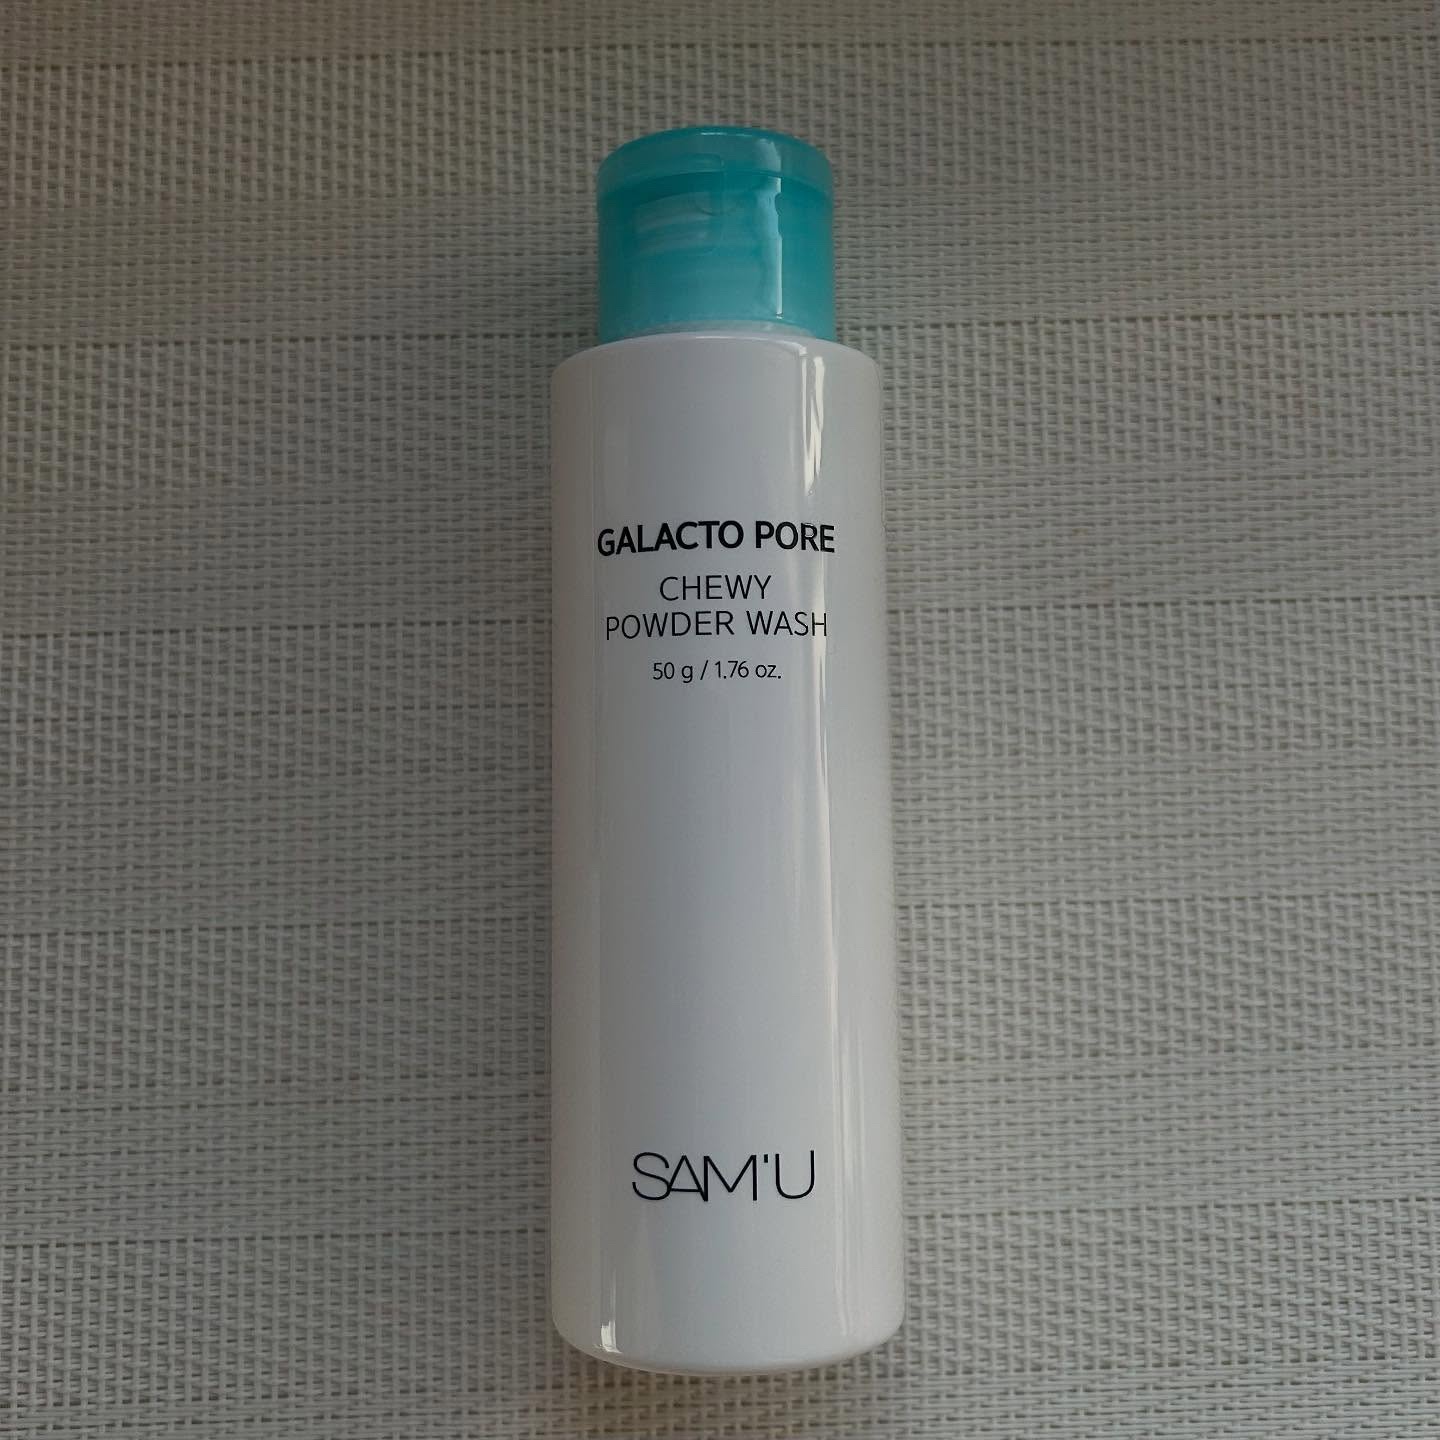 GALACTO PORE
CHEWY
POWDER WASH
50 g / 1.76 oz.
SAM'U